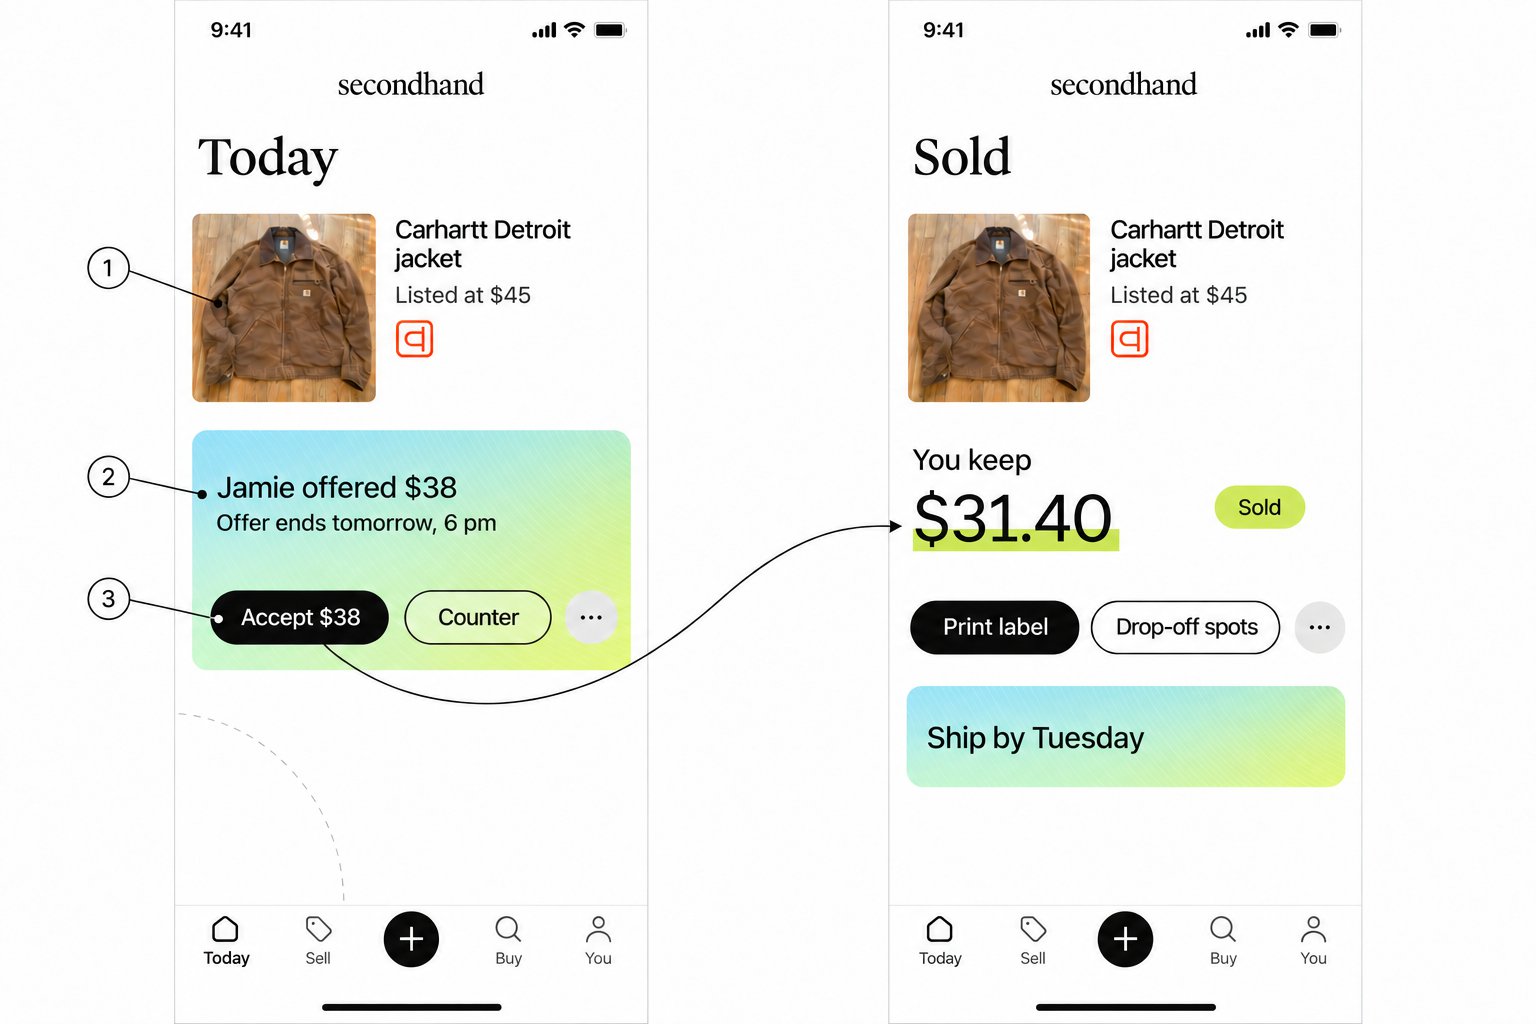 9:41
secondhand
Today
Carhartt Detroit
jacket
Listed at $45
1
2
Jamie offered $38
Offer ends tomorrow, 6 pm
3
Accept $38
Counter
Today
Sell
Buy
You
9:41
secondhand
Sold
Carhartt Detroit
jacket
Listed at $45
You keep
$31.40
Sold
Print label
Drop-off spots
Ship by Tuesday
Today
Sell
Buy
You